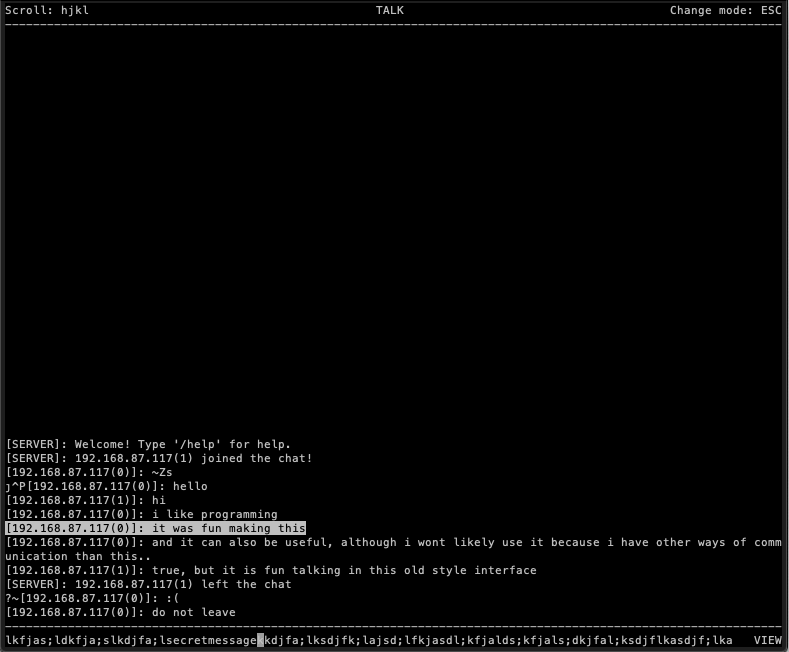 Scroll: hjkl TALK Change mode: ESC
[SERVER]: Welcome! Type '/help' for help.
[SERVER]: 192.168.87.117(1) joined the chat!
[192.168.87.117(0)]: ~Zs
ȷ^P[192.168.87.117(0)]: hello
[192.168.87.117(1)]: hi
[192.168.87.117(0)]: i like programming
[192.168.87.117(0)]: it was fun making this
[192.168.87.117(0)]: and it can also be useful, although i wont likely use it because i have other ways of comm
unication than this..
[192.168.87.117(1)]: true, but it is fun talking in this old style interface
[SERVER]: 192.168.87.117(1) left the chat
?~[192.168.87.117(0)]: :(
[192.168.87.117(0)]: do not leave
lkfjas;ldkfja;slkdjfa;lsecretmessagekkdjfa;lksdjfk;lajsd;lfkjasdl;kfjalds;kfjals;dkjfal;ksdjflkasdjf;lka VIEW